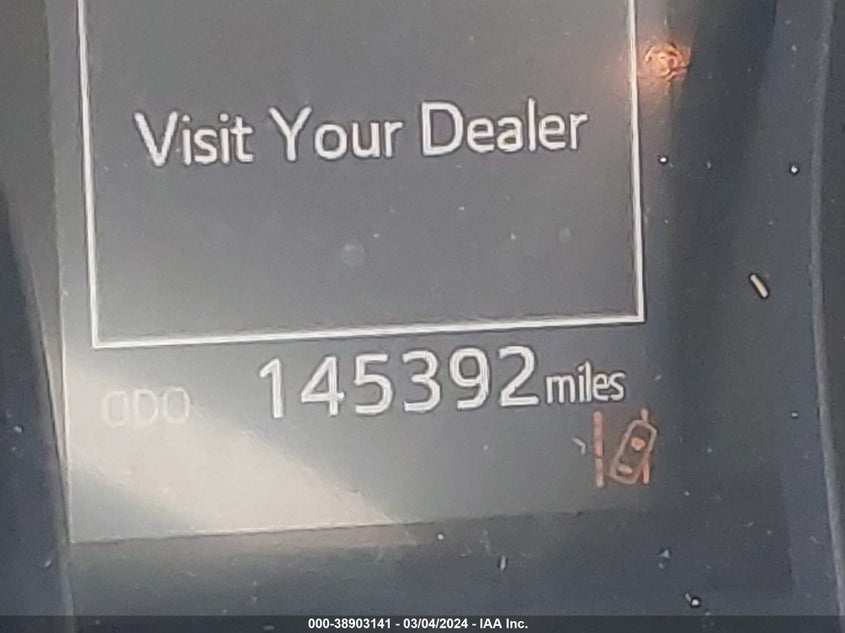 Visit Your Dealer
ODO 145392 miles
000-38903141 - 03/04/2024 - IAA Inc.